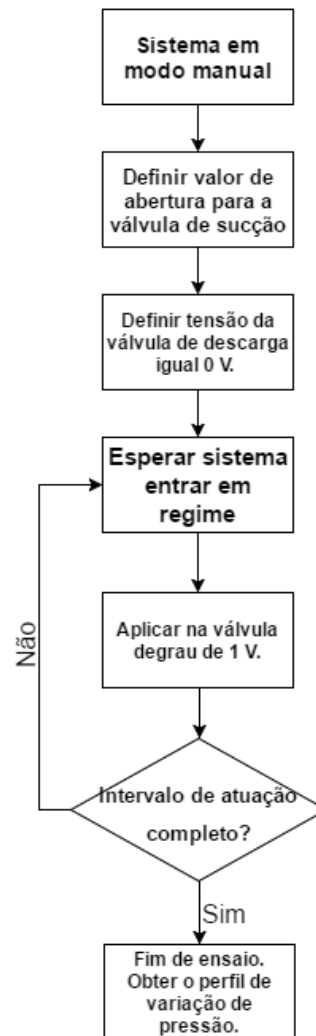 Sistema em
modo manual
Definir valor de
abertura para a
válvula de sucção
Definir tensão da
válvula de descarga
igual 0 V.
Esperar sistema
entrar em
regime
Aplicar na válvula
degrau de 1 V.
Não
Intervalo de atuação
completo?
Sim
Fim de ensaio.
Obter o perfil de
variação de
pressão.